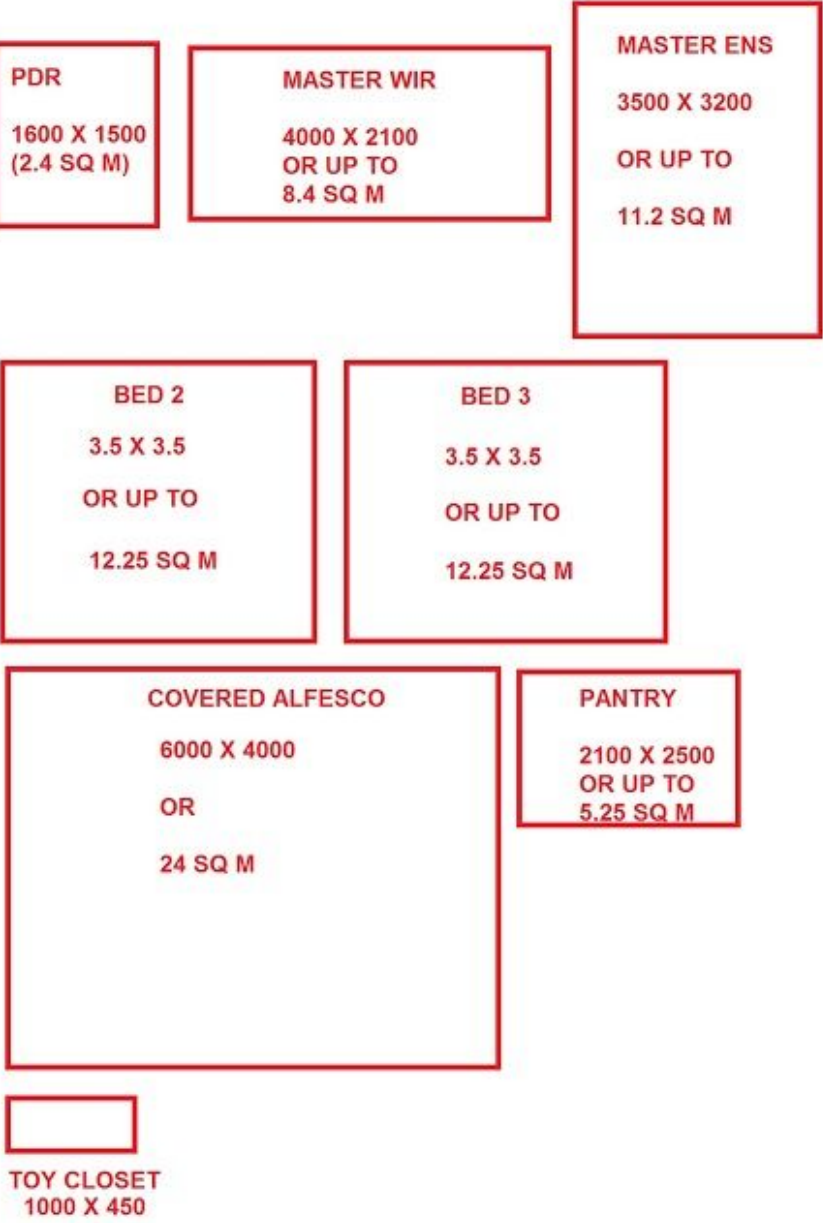 PDR
1600 X 1500
(2.4 SQ M)
MASTER WIR
4000 X 2100
OR UP TO
8.4 SQ M
MASTER ENS
3500 X 3200
OR UP TO
11.2 SQ M
BED 2
3.5 X 3.5
OR UP TO
12.25 SQ M
BED 3
3.5 X 3.5
OR UP TO
12.25 SQ M
COVERED ALFESCO
6000 X 4000
OR
24 SQ M
PANTRY
2100 X 2500
OR UP TO
5.25 SQ M
TOY CLOSET
1000 X 450